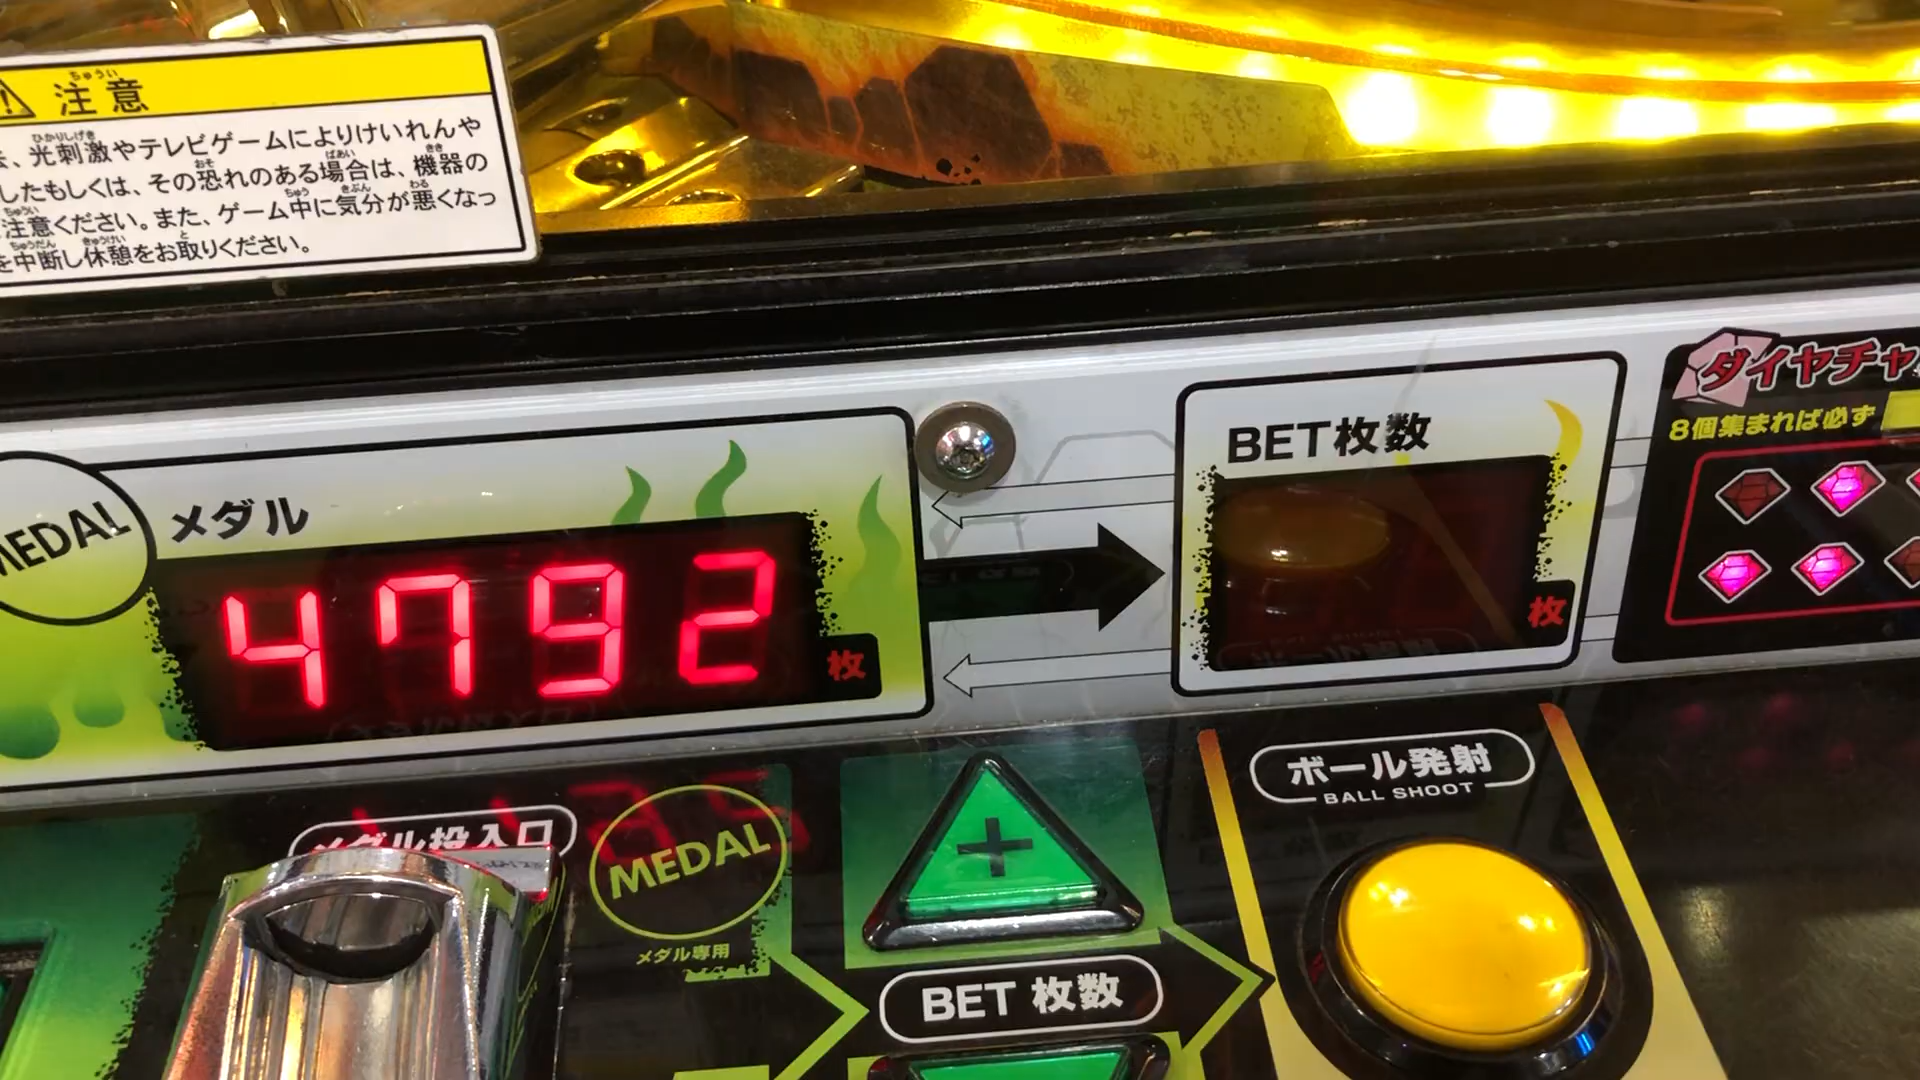 注意
光刺激やテレビゲームによりけいれんや
したもしくは、その恐れのある場合は、機器の
注意ください。また、ゲーム中に気分が悪くなっ
を中断し休憩をお取りください。
MEDAL
メダル
4792
枚
BET枚数
枚
ダイヤチャ
8個集まれば必ず
メダル投入口
MEDAL
メダル専用
+
BET 枚数
ボール発射
BALL SHOOT